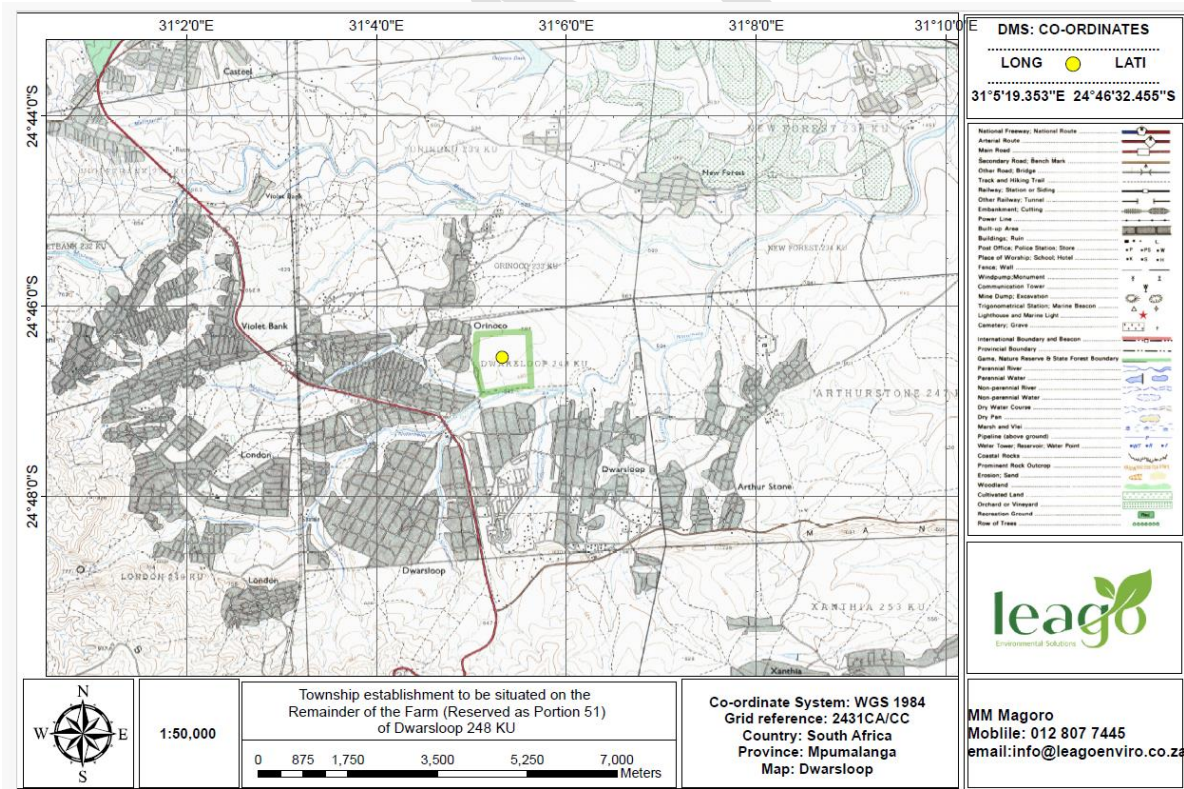 31°2'0"E
31°4'0"E
31°6'0"E
31°8'0"E
31°10'0"E
24°44'0"S
24°46'0"S
24°48'0"S
Casteel
NEW FOREST 234 KU
ORINOCO 232 KU
New Forest
Violet Bank
NEW FOREST 234 KU
ORINOCO 232 KU
Violet Bank
Orinoco
DWARSLOOP 248 KU
ARTHURSTONE 247
London
Dwarsloop
Arthur Stone
M A N
Dwarsloop
LONDON 249 KU
London
XANTHIA 253 KU
Xanthia
DMS: CO-ORDINATES
LONG LATI
31°5'19.353"E 24°46'32.455"S
National Freeway; National Route
Arterial Route
Main Road
Secondary Road; Bench Mark
Other Road; Bridge
Track and Hiking Trail
Railway; Station or Siding
Other Railway; Tunnel
Embankment; Cutting
Power Line
Built-up Area
Buildings; Ruin
Post Office; Police Station; Store
Place of Worship; School; Hotel
Fence; Wall
Windpump; Monument
Communication Tower
Mine Dump; Excavation
Trigonometrical Station; Marine Beacon
Lighthouse and Marine Light
Cemetery; Grave
International Boundary and Beacon
Provincial Boundary
Game, Nature Reserve & State Forest Boundary
Perennial River
Perennial Water
Non-perennial River
Non-perennial Water
Dry Water Course
Dry Pan
Marsh and Vlei
Pipeline (above ground)
Water Tower; Reservoir; Water Point
Coastal Rocks
Prominent Rock Outcrop
Erosion; Sand
Woodland
Cultivated Land
Orchard or Vineyard
Recreation Ground
Row of Trees
leago
Environmental Solutions
N
W E
S
1:50,000
Township establishment to be situated on the
Remainder of the Farm (Reserved as Portion 51)
of Dwarsloop 248 KU
0 875 1,750 3,500 5,250 7,000
Meters
Co-ordinate System: WGS 1984
Grid reference: 2431CA/CC
Country: South Africa
Province: Mpumalanga
Map: Dwarsloop
MM Magoro
Moblile: 012 807 7445
email:info@leagoenviro.co.za